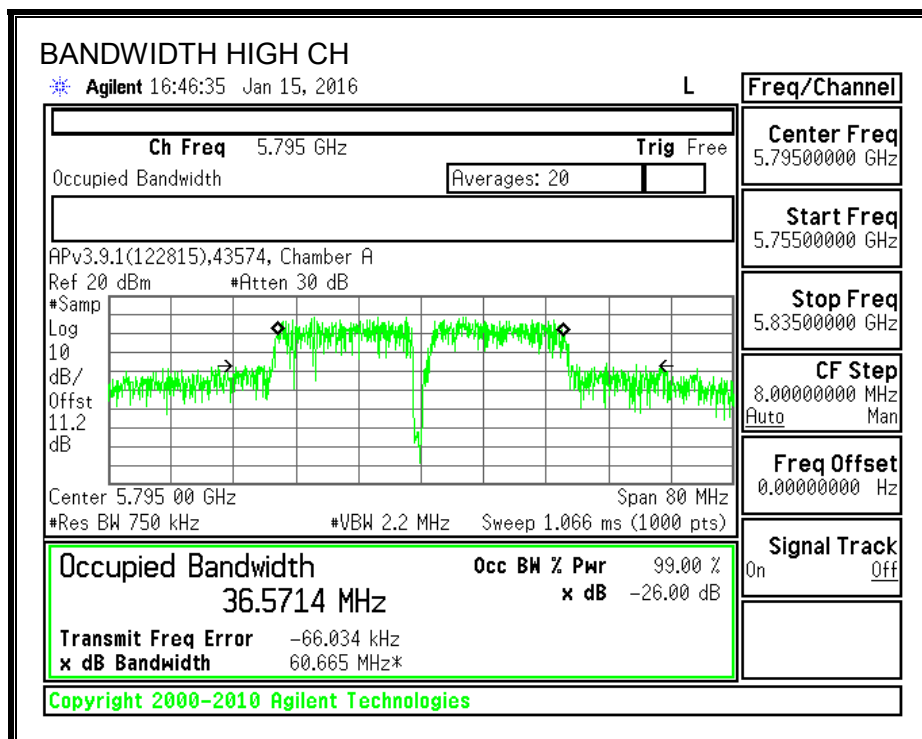 BANDWIDTH HIGH CH
Agilent 16:46:35 Jan 15, 2016 L
Freq/Channel
Ch Freq 5.795 GHz Trig Free
Occupied Bandwidth Averages: 20
APv3.9.1(122815),43574, Chamber A
Ref 20 dBm #Atten 30 dB
#Samp
Log
10
dB/
Offst
11.2
dB
Center 5.795 00 GHz Span 80 MHz
#Res BW 750 kHz #VBW 2.2 MHz Sweep 1.066 ms (1000 pts)
Occupied Bandwidth Occ BW % Pwr 99.00 %
36.5714 MHz x dB -26.00 dB
Transmit Freq Error -66.034 kHz
x dB Bandwidth 60.665 MHz*
Copyright 2000-2010 Agilent Technologies
Center Freq
5.79500000 GHz
Start Freq
5.75500000 GHz
Stop Freq
5.83500000 GHz
CF Step
8.00000000 MHz
Auto Man
Freq Offset
0.00000000 Hz
Signal Track
On Off